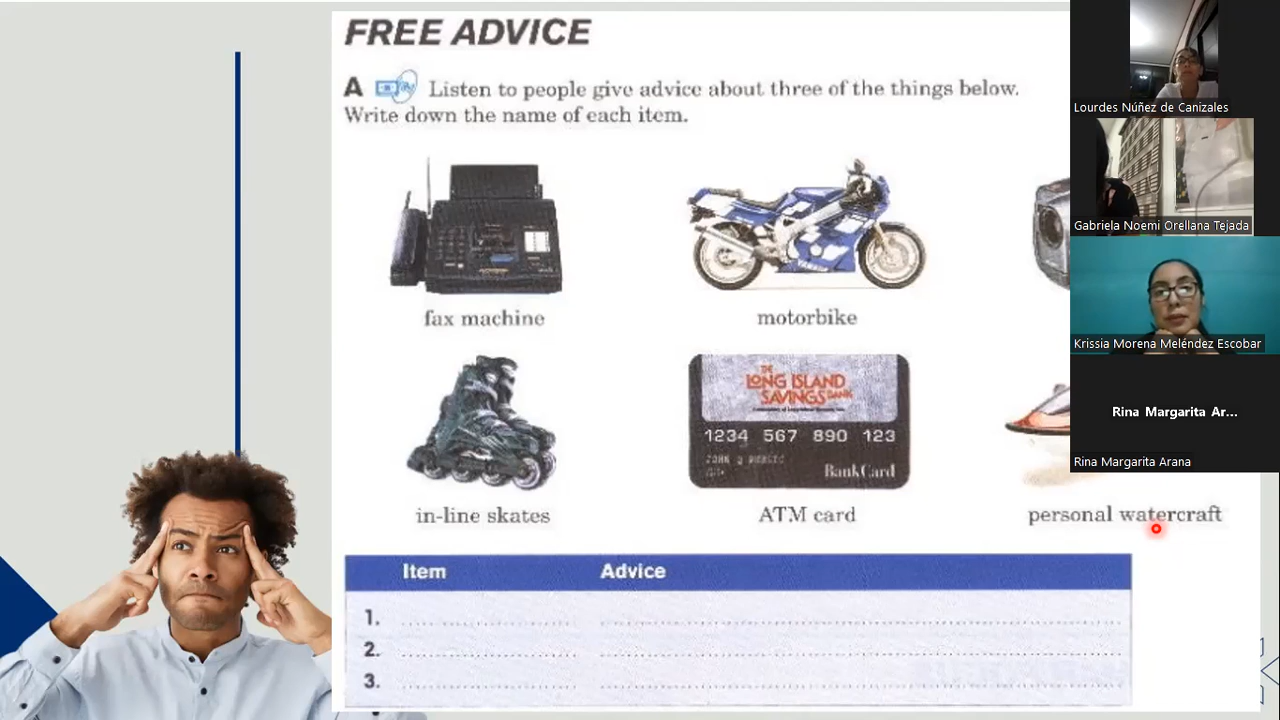 FREE ADVICE
A Listen to people give advice about three of the things below.
Write down the name of each item.
fax machine
motorbike
in-line skates
THE
LONG ISLAND
SAVINGS BANK
1234 567 890 123
BankCard
ATM card
personal watercraft
Item Advice
1.
2.
3.
Lourdes Núñez de Canizales
Gabriela Noemi Orellana Tejada
Krissia Morena Meléndez Escobar
Rina Margarita Ar...
Rina Margarita Arana